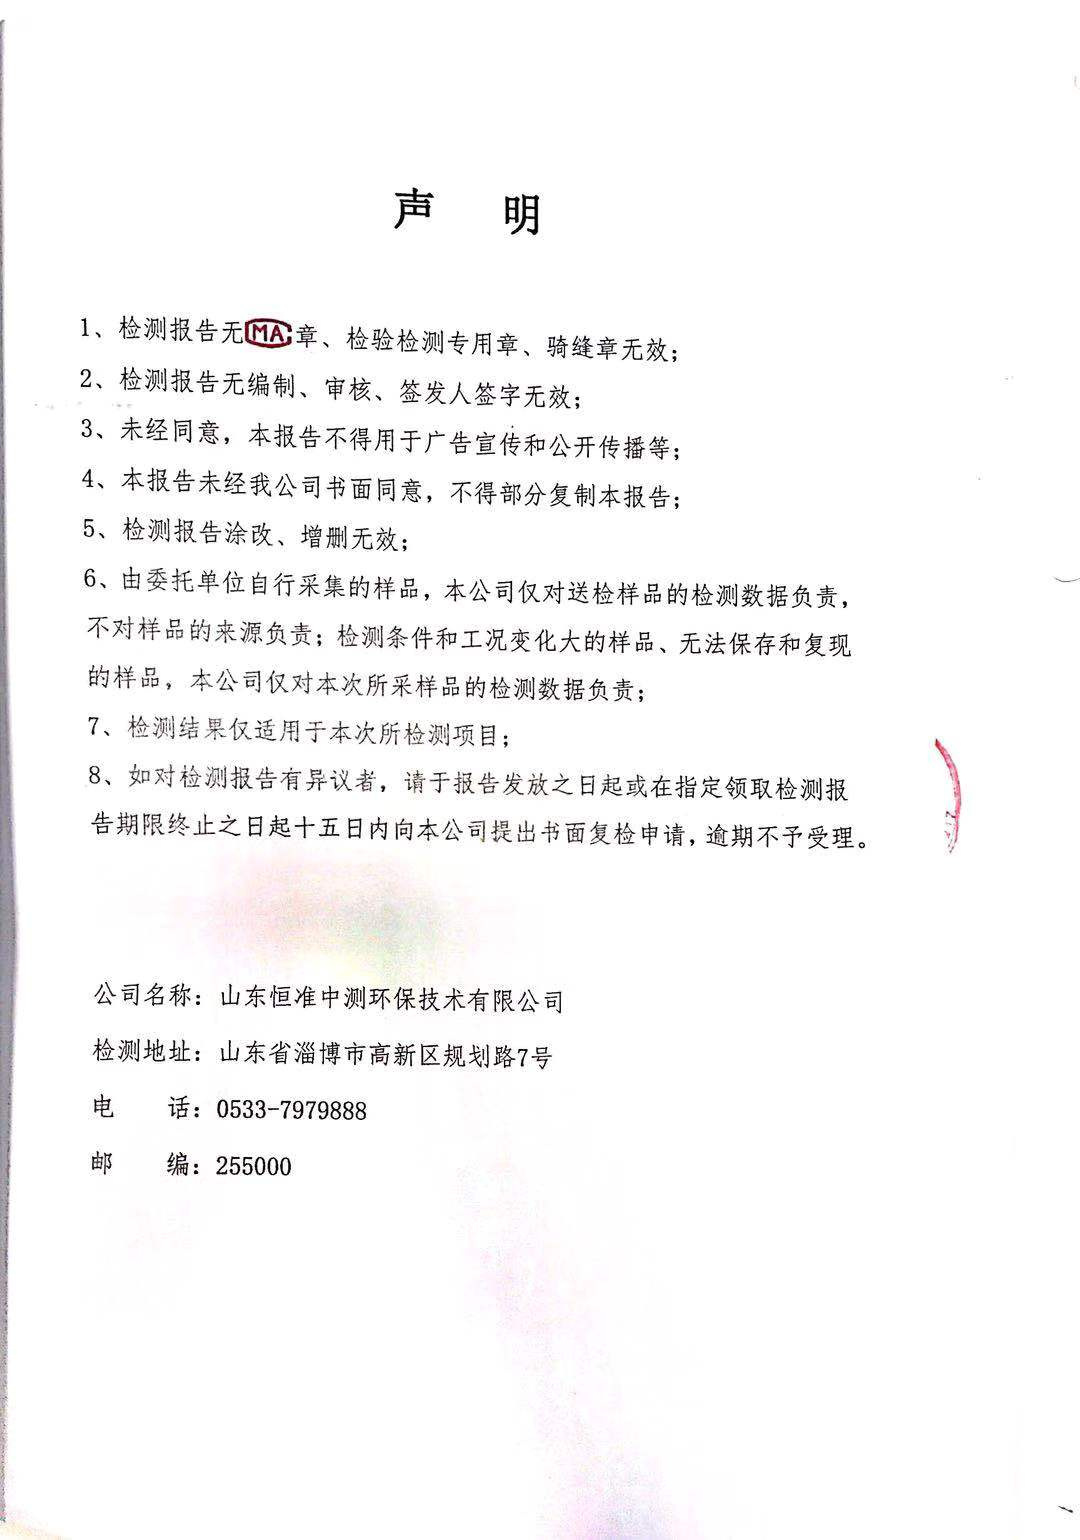 声 明
1、检测报告无MA章、检验检测专用章、骑缝章无效；
2、检测报告无编制、审核、签发人签字无效；
3、未经同意，本报告不得用于广告宣传和公开传播等；
4、本报告未经我公司书面同意，不得部分复制本报告；
5、检测报告涂改、增删无效；
6、由委托单位自行采集的样品，本公司仅对送检样品的检测数据负责，
不对样品的来源负责；检测条件和工况变化大的样品、无法保存和复现
的样品，本公司仅对本次所采样品的检测数据负责；
7、检测结果仅适用于本次所检测项目；
8、如对检测报告有异议者，请于报告发放之日起或在指定领取检测报
告期限终止之日起十五日内向本公司提出书面复检申请，逾期不予受理。
公司名称：山东恒准中测环保技术有限公司
检测地址：山东省淄博市高新区规划路7号
电 话：0533-7979888
邮 编：255000